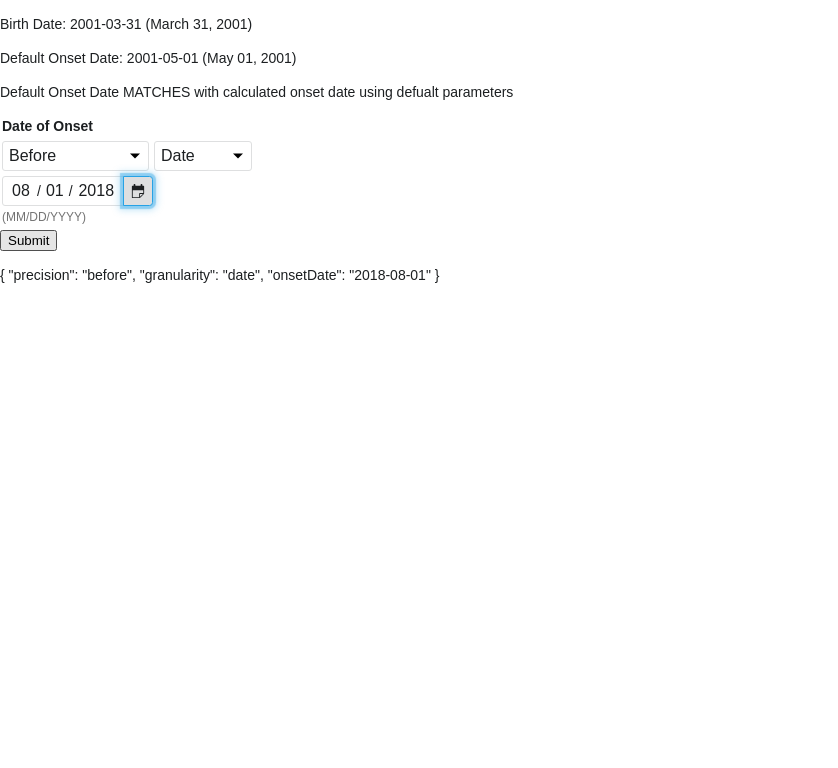 Birth Date: 2001-03-31 (March 31, 2001)
Default Onset Date: 2001-05-01 (May 01, 2001)
Default Onset Date MATCHES with calculated onset date using defualt parameters
Date of Onset
Before Date
08 / 01 / 2018
(MM/DD/YYYY)
Submit
{ "precision": "before", "granularity": "date", "onsetDate": "2018-08-01" }